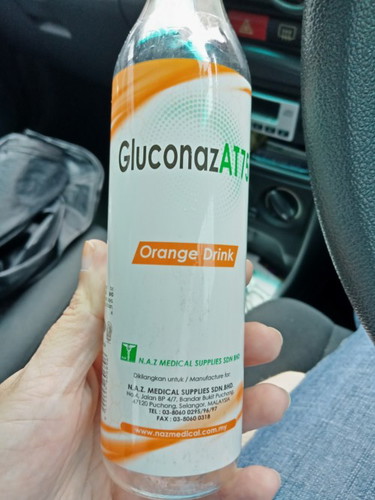 GluconazAT75
Orange Drink
N.A.Z MEDICAL SUPPLIES SDN BHD
Dikilangkan untuk / Manufacture for:
N.A.Z. MEDICAL SUPPLIES SDN.BHD.
No.6, Jalan BP 4/7, Bandar Bukit Puchong,
47120 Puchong, Selangor, MALAYSIA
TEL : 03-8060 0295/96/97
FAX : 03-8060 0318
www.nazmedical.com.my